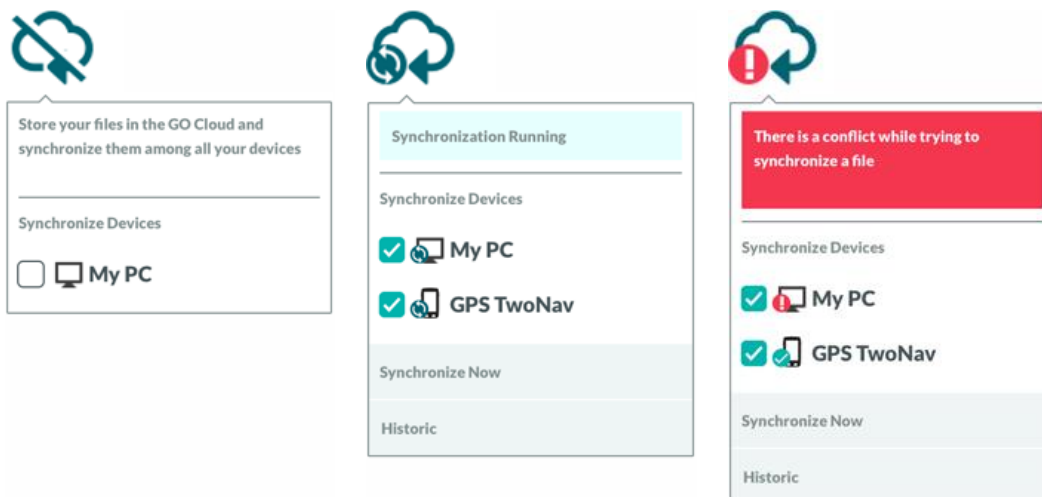 Store your files in the GO Cloud and
synchronize them among all your devices
Synchronize Devices
My PC
Synchronization Running
Synchronize Devices
My PC
GPS TwoNav
Synchronize Now
Historic
There is a conflict while trying to
synchronize a file
Synchronize Devices
My PC
GPS TwoNav
Synchronize Now
Historic